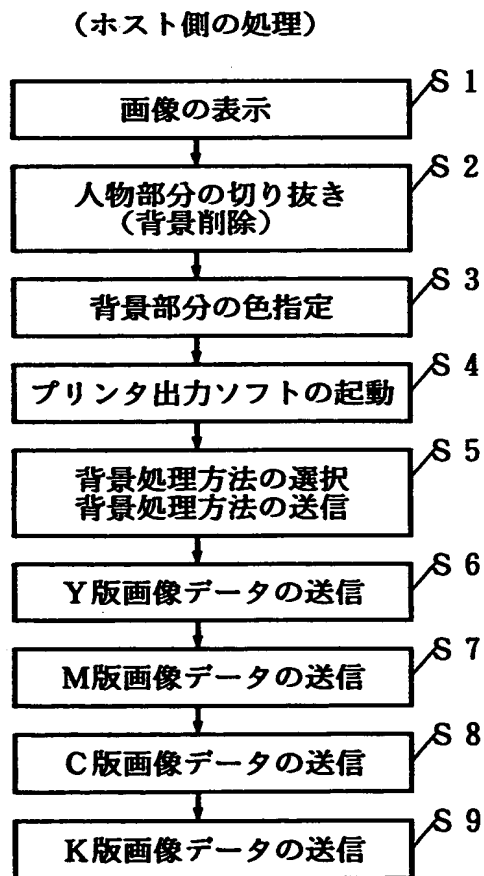 (ホスト側の処理)
S 1
画像の表示
S 2
人物部分の切り抜き
(背景削除)
S 3
背景部分の色指定
S 4
プリンタ出力ソフトの起動
S 5
背景処理方法の選択
背景処理方法の送信
S 6
Y版画像データの送信
S 7
M版画像データの送信
S 8
C版画像データの送信
S 9
K版画像データの送信